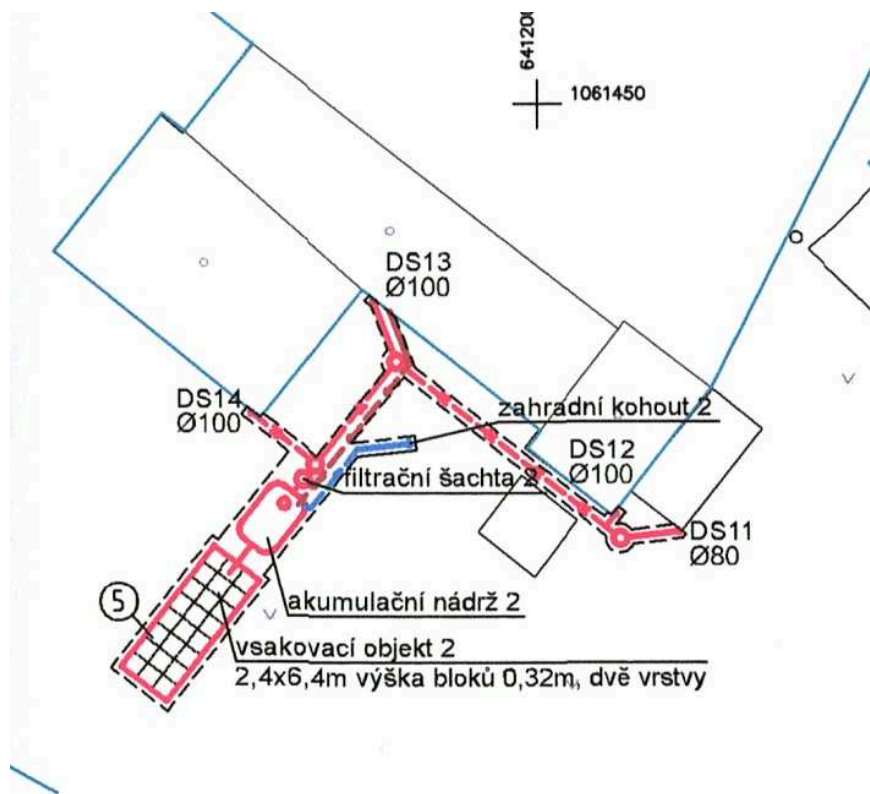 641200
1061450
DS13
Ø100
DS14
Ø100
zahradní kohout 2
DS12
Ø100
filtrační šachta 2
DS11
Ø80
5
akumulační nádrž 2
vsakovací objekt 2
2,4x6,4m výška bloků 0,32m, dvě vrstvy